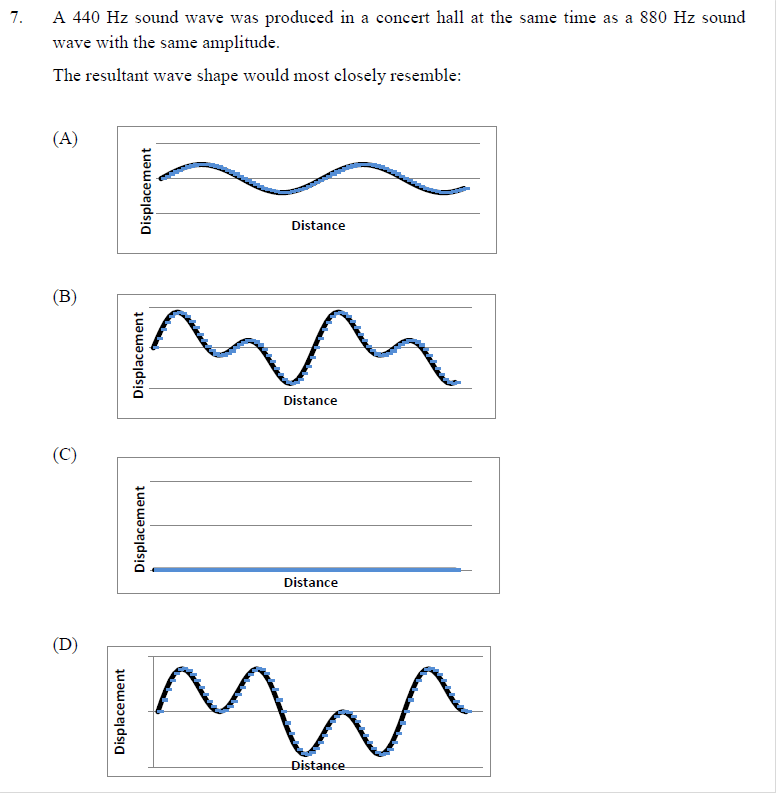 7. A 440 Hz sound wave was produced in a concert hall at the same time as a 880 Hz sound
wave with the same amplitude.
The resultant wave shape would most closely resemble:
(A)
Displacement
Distance
(B)
Displacement
Distance
(C)
Displacement
Distance
(D)
Displacement
Distance